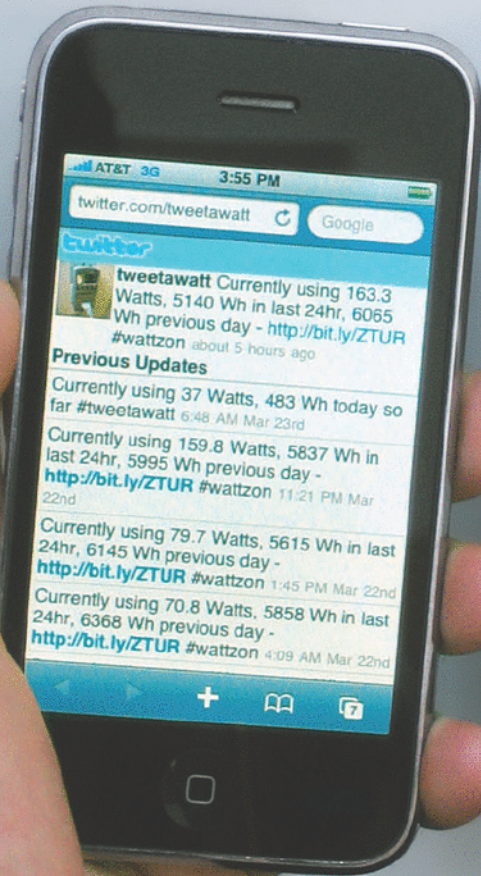 AT&T 3G 3:55 PM
twitter.com/tweetawatt Google
twitter
tweetawatt Currently using 163.3
Watts, 5140 Wh in last 24hr, 6065
Wh previous day - http://bit.ly/ZTUR
#wattzon about 5 hours ago
Previous Updates
Currently using 37 Watts, 483 Wh today so
far #tweetawatt 6:48 AM Mar 23rd
Currently using 159.8 Watts, 5837 Wh in
last 24hr, 5995 Wh previous day -
http://bit.ly/ZTUR #wattzon 11:21 PM Mar
22nd
Currently using 79.7 Watts, 5615 Wh in last
24hr, 6145 Wh previous day -
http://bit.ly/ZTUR #wattzon 1:45 PM Mar 22nd
Currently using 70.8 Watts, 5858 Wh in last
24hr, 6368 Wh previous day -
http://bit.ly/ZTUR #wattzon 4:09 AM Mar 22nd
7